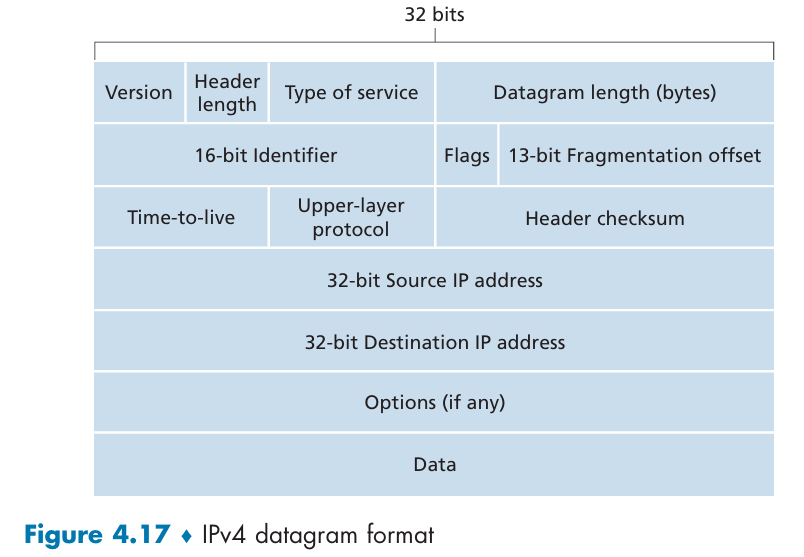 32 bits
Version
Header
length
Type of service
Datagram length (bytes)
16-bit Identifier
Flags
13-bit Fragmentation offset
Time-to-live
Upper-layer
protocol
Header checksum
32-bit Source IP address
32-bit Destination IP address
Options (if any)
Data
Figure 4.17 ♦ IPv4 datagram format